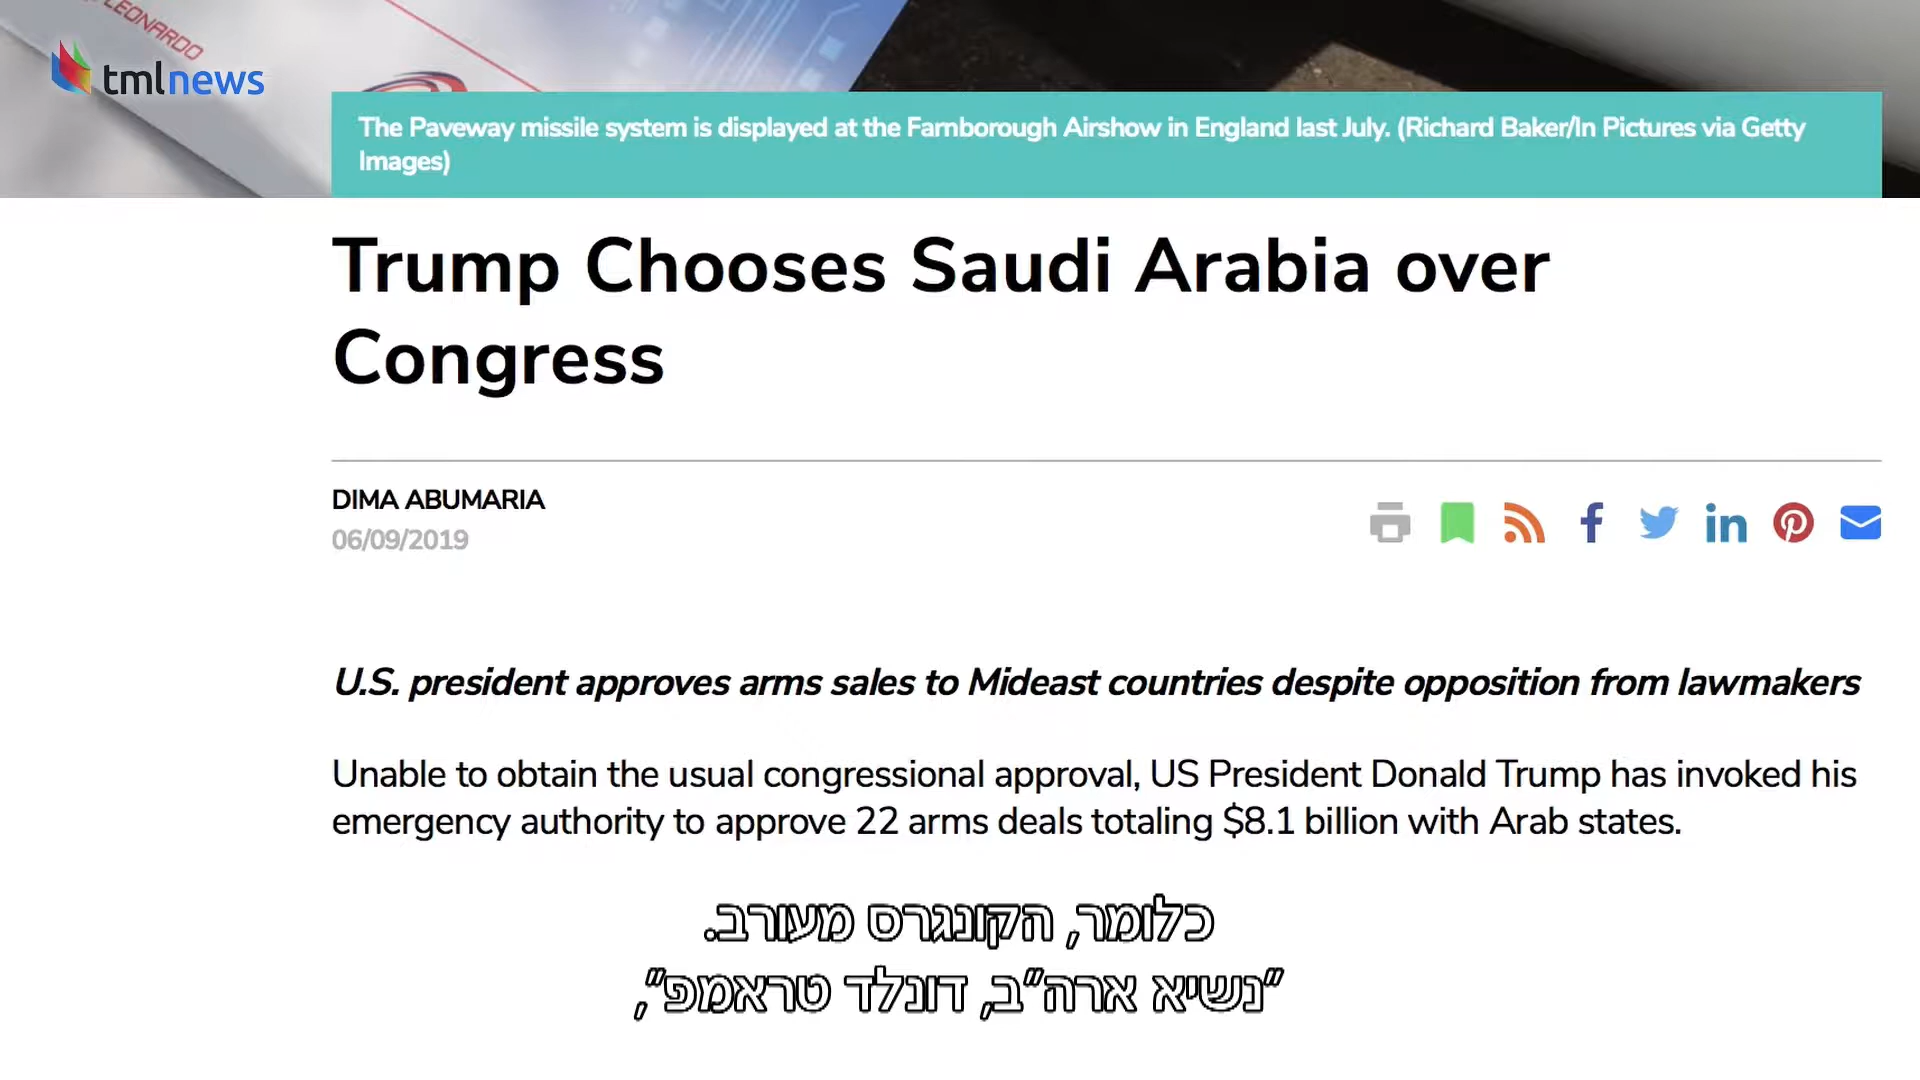 LEONARDO
tmlnews
The Paveway missile system is displayed at the Farnborough Airshow in England last July. (Richard Baker/In Pictures via Getty
Images)
Trump Chooses Saudi Arabia over
Congress
DIMA ABUMARIA
06/09/2019
U.S. president approves arms sales to Mideast countries despite opposition from lawmakers
Unable to obtain the usual congressional approval, US President Donald Trump has invoked his
emergency authority to approve 22 arms deals totaling $8.1 billion with Arab states.
כלומר, הקונגרס מעורב.
"נשיא ארה"ב, דונלד טראמפ",